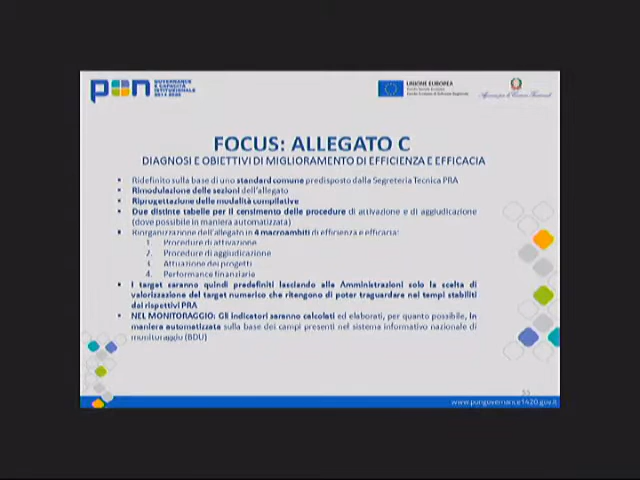 pon GOVERNANCE
E CAPACITÀ
ISTITUZIONALE
2014-2020
UNIONE EUROPEA
FOCUS: ALLEGATO C
DIAGNOSI E OBIETTIVI DI MIGLIORAMENTO DI EFFICIENZA E EFFICACIA
Ridefinito sulla base di uno standard comune predisposto dalla Segreteria Tecnica PRA
Rimodulazione delle sezioni dell'allegato
Riprogettazione delle modalità compilative
Due distinte tabelle per il censimento delle procedure di attivazione e di aggiudicazione
(dove possibile in maniera automatizzata)
Riorganizzazione dell'allegato in 4 macroambiti di efficienza e efficacia:
1. Procedure di attivazione
2. Procedure di aggiudicazione
3. Attuazione dei progetti
4. Performance finanziarie
I target saranno quindi predefiniti lasciando alle Amministrazioni solo la scelta di
valorizzazione del target numerico che ritengono di poter traguardare nei tempi stabiliti
dai rispettivi PRA
NEL MONITORAGGIO: Gli indicatori saranno calcolati ed elaborati, per quanto possibile, in
maniera automatizzata sulla base dei campi presenti nel sistema informativo nazionale di
monitoraggio (BDU)
www.pongovernance1420.gov.it